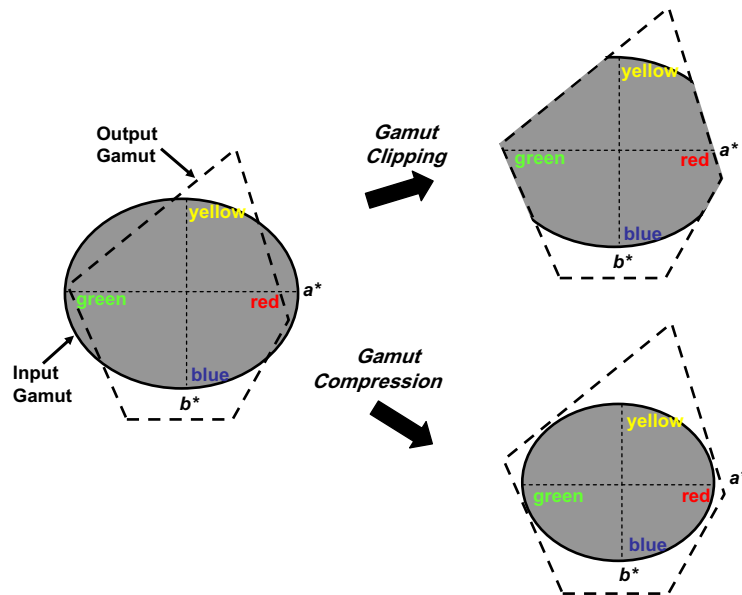 Output
Gamut
yellow
green
red
a*
blue
b*
Input
Gamut
Gamut
Clipping
yellow
green
red
a*
blue
b*
Gamut
Compression
yellow
green
red
a*
blue
b*